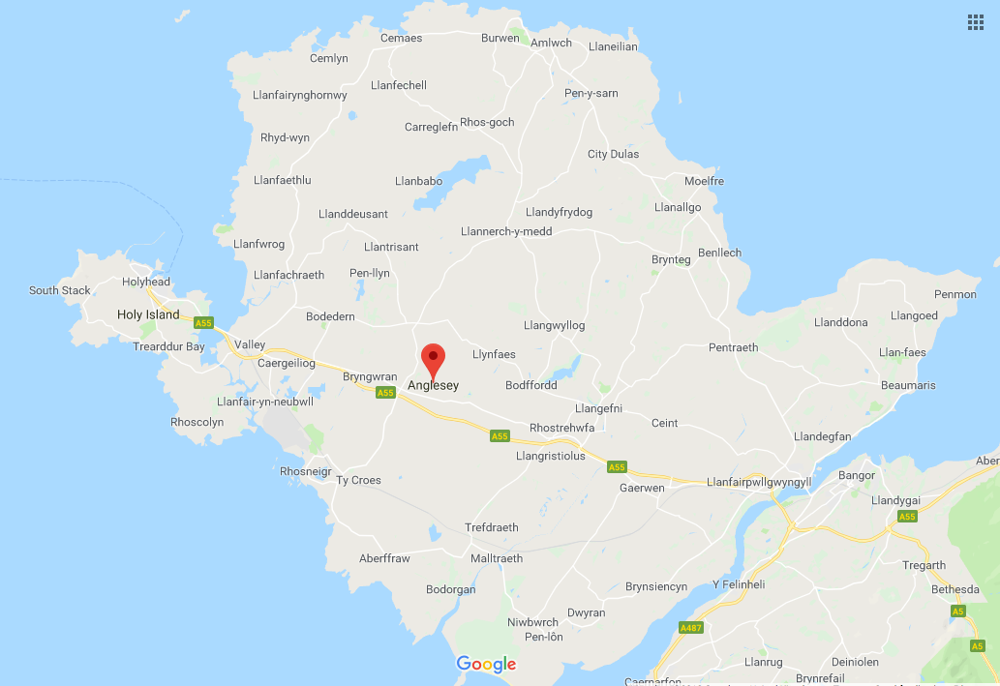 Cemaes
Burwen
Amlwch
Llaneilian
Cemlyn
Llanfechell
Llanfairynghornwy
Pen-y-sarn
Carreglefn
Rhos-goch
Rhyd-wyn
City Dulas
Llanfaethlu
Llanbabo
Moelfre
Llanddeusant
Llandyfrydog
Llanallgo
Llannerch-y-medd
Llanfwrog
Llantrisant
Brynteg
Benllech
Llanfachraeth
Pen-llyn
Holyhead
South Stack
Penmon
Holy Island
A55
Bodedern
Llangwyllog
Llanddona
Llangoed
Trearddur Bay
Valley
Pentraeth
Llynfaes
Llan-faes
Caergeiliog
Bryngwran
Anglesey
Bodffordd
Beaumaris
A55
Llanfair-yn-neubwll
Llangefni
Rhoscolyn
Rhostrehwfa
Ceint
A55
Llandegfan
Llangristiolus
Aber
A55
Rhosneigr
Ty Croes
Llanfairpwllgwyngyll
Bangor
Gaerwen
Llandygai
A55
Trefdraeth
Aberffraw
Malltraeth
Tregarth
Bodorgan
Brynsiencyn
Y Felinheli
Bethesda
Dwyran
A5
Niwbwrch
A487
Pen-lôn
A5
Google
Llanrug
Deiniolen
Caernarfon
Brynrefail